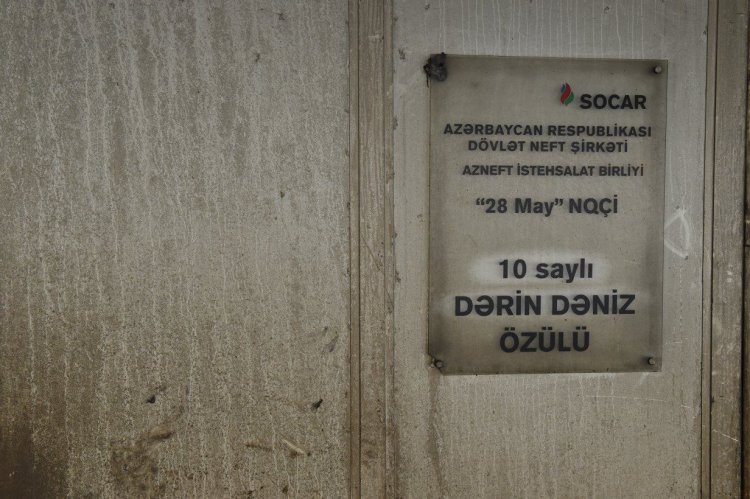 SOCAR
AZƏRBAYCAN RESPUBLİKASI
DÖVLƏT NEFT ŞİRKƏTİ
AZNEFT İSTEHSALAT BİRLİYİ
“28 May” NQÇİ
10 saylı
DƏRİN DƏNİZ
ÖZÜLÜ